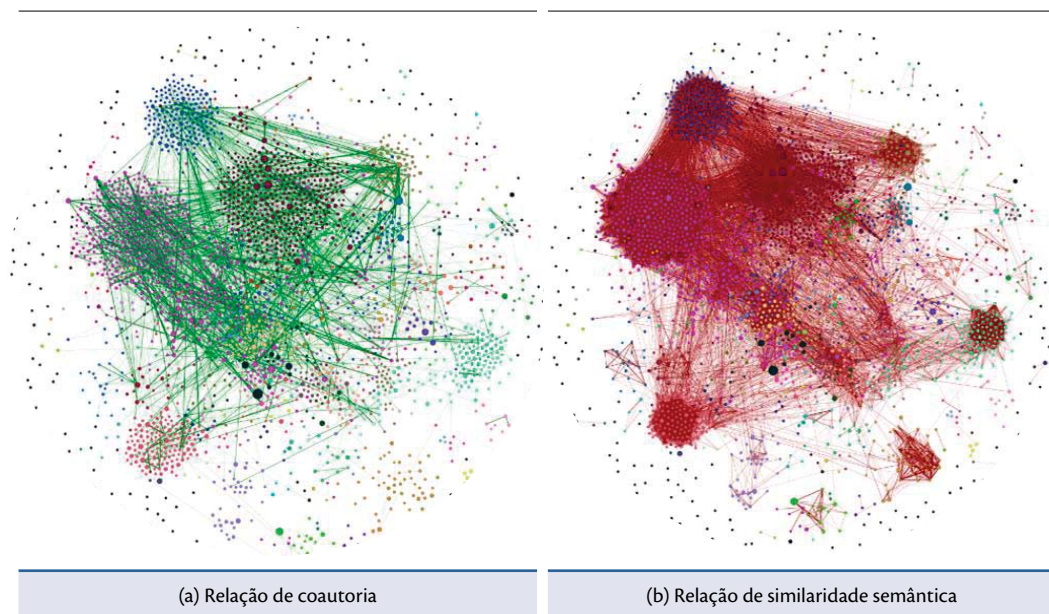 (a) Relação de coautoria
(b) Relação de similaridade semântica